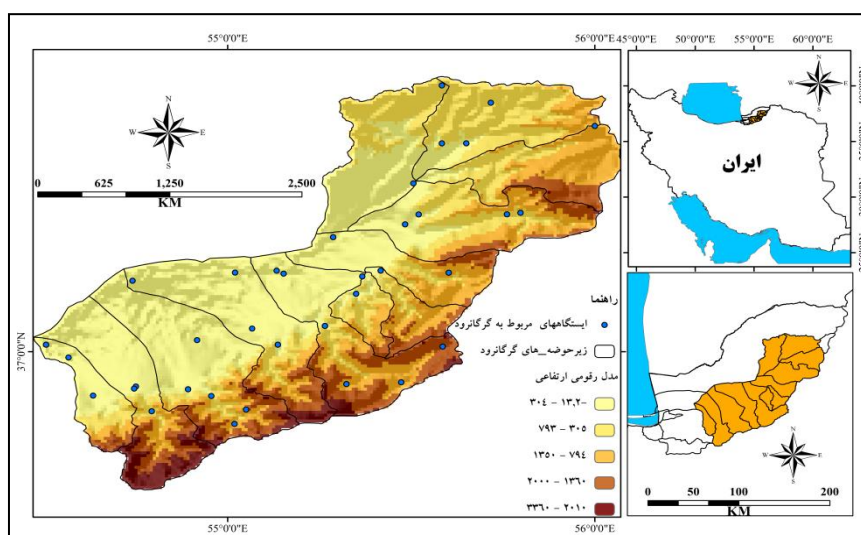 55°0'0"E
56°0'0"E
N
W
E
S
0
625
1,250
2,500
KM
37°0'0"N
37°0'0"N
راهنما
ایستگاههای مربوط به گرگانرود
زیرحوضه_های گرگانرود
مدل رقومی ارتفاعی
۳۰۴ - ۱۳,۲-
۷۹۳ - ۳۰۵
۱۳۵۰ - ۷۹۴
۲۰۰۰ - ۱۳۶۰
۳۳۶۰ - ۲۰۱۰
55°0'0"E
56°0'0"E
45°0'0"E
50°0'0"E
55°0'0"E
60°0'0"E
N
W
E
S
ایران
N
W
E
S
0
50
100
200
KM